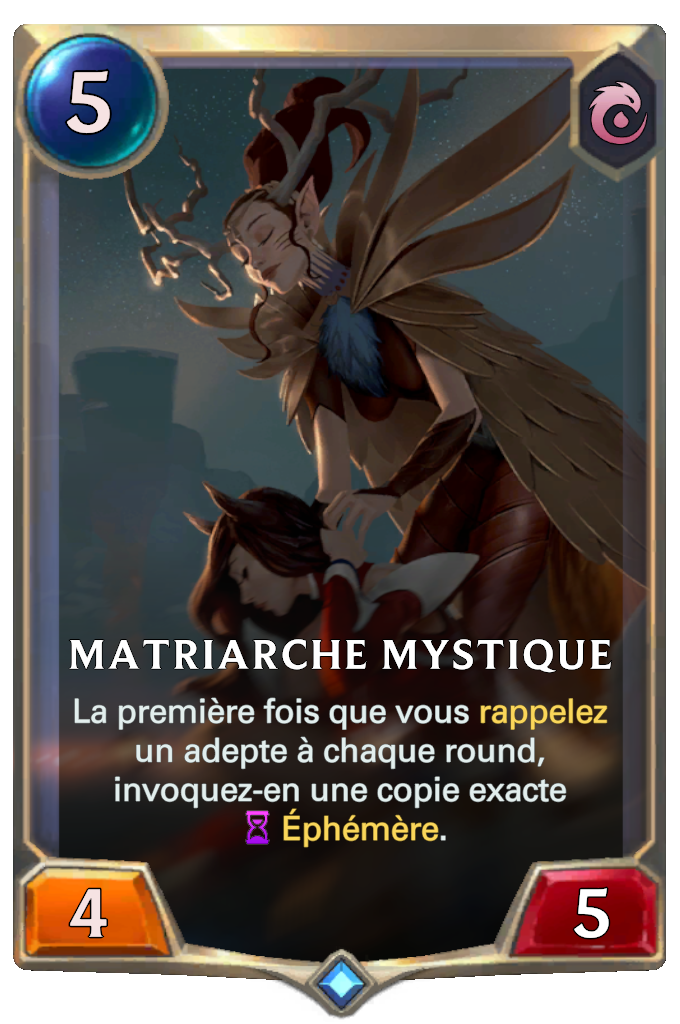 5
MATRIARCHE MYSTIQUE
La première fois que vous rappelez
un adepte à chaque round,
invoquez-en une copie exacte
Éphémère.
4
5